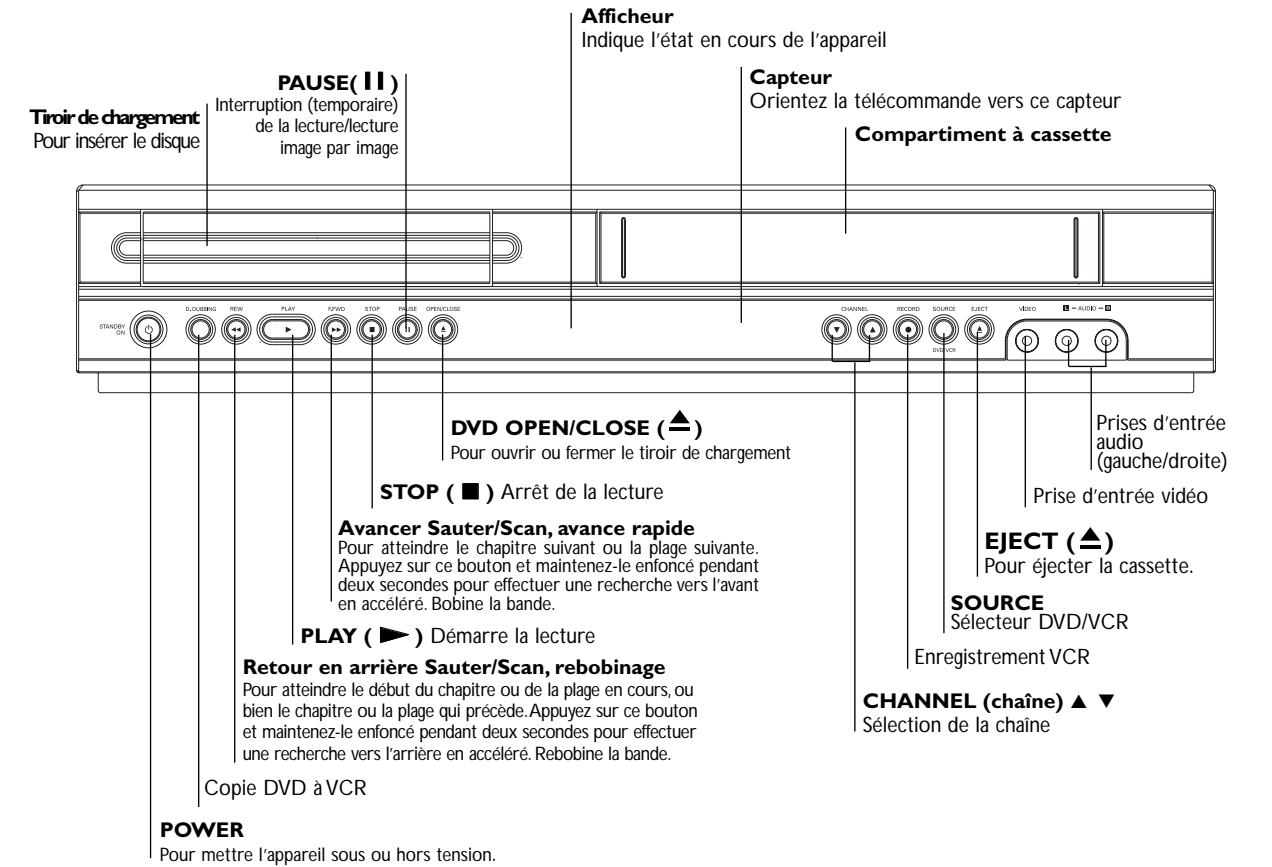 Afficheur
Indique l'état en cours de l'appareil
PAUSE( II )
Interruption (temporaire)
de la lecture/lecture
image par image
Capteur
Orientez la télécommande vers ce capteur
Tiroir de chargement
Pour insérer le disque
Compartiment à cassette
STANDBY
ON
D.DUBBING REW PLAY F.FWD STOP PAUSE OPEN/CLOSE
CHANNEL RECORD SOURCE EJECT VIDEO L – AUDIO – R
DVD/VCR
DVD OPEN/CLOSE (⏏)
Pour ouvrir ou fermer le tiroir de chargement
STOP ( ■ ) Arrêt de la lecture
Avancer Sauter/Scan, avance rapide
Pour atteindre le chapitre suivant ou la plage suivante.
Appuyez sur ce bouton et maintenez-le enfoncé pendant
deux secondes pour effectuer une recherche vers l'avant
en accéléré. Bobine la bande.
PLAY ( ▶ ) Démarre la lecture
Retour en arrière Sauter/Scan, rebobinage
Pour atteindre le début du chapitre ou de la plage en cours, ou
bien le chapitre ou la plage qui précède. Appuyez sur ce bouton
et maintenez-le enfoncé pendant deux secondes pour effectuer
une recherche vers l'arrière en accéléré. Rebobine la bande.
Copie DVD à VCR
POWER
Pour mettre l'appareil sous ou hors tension.
Prises d'entrée
audio
(gauche/droite)
Prise d'entrée vidéo
EJECT (⏏)
Pour éjecter la cassette.
SOURCE
Sélecteur DVD/VCR
Enregistrement VCR
CHANNEL (chaîne) ▲ ▼
Sélection de la chaîne